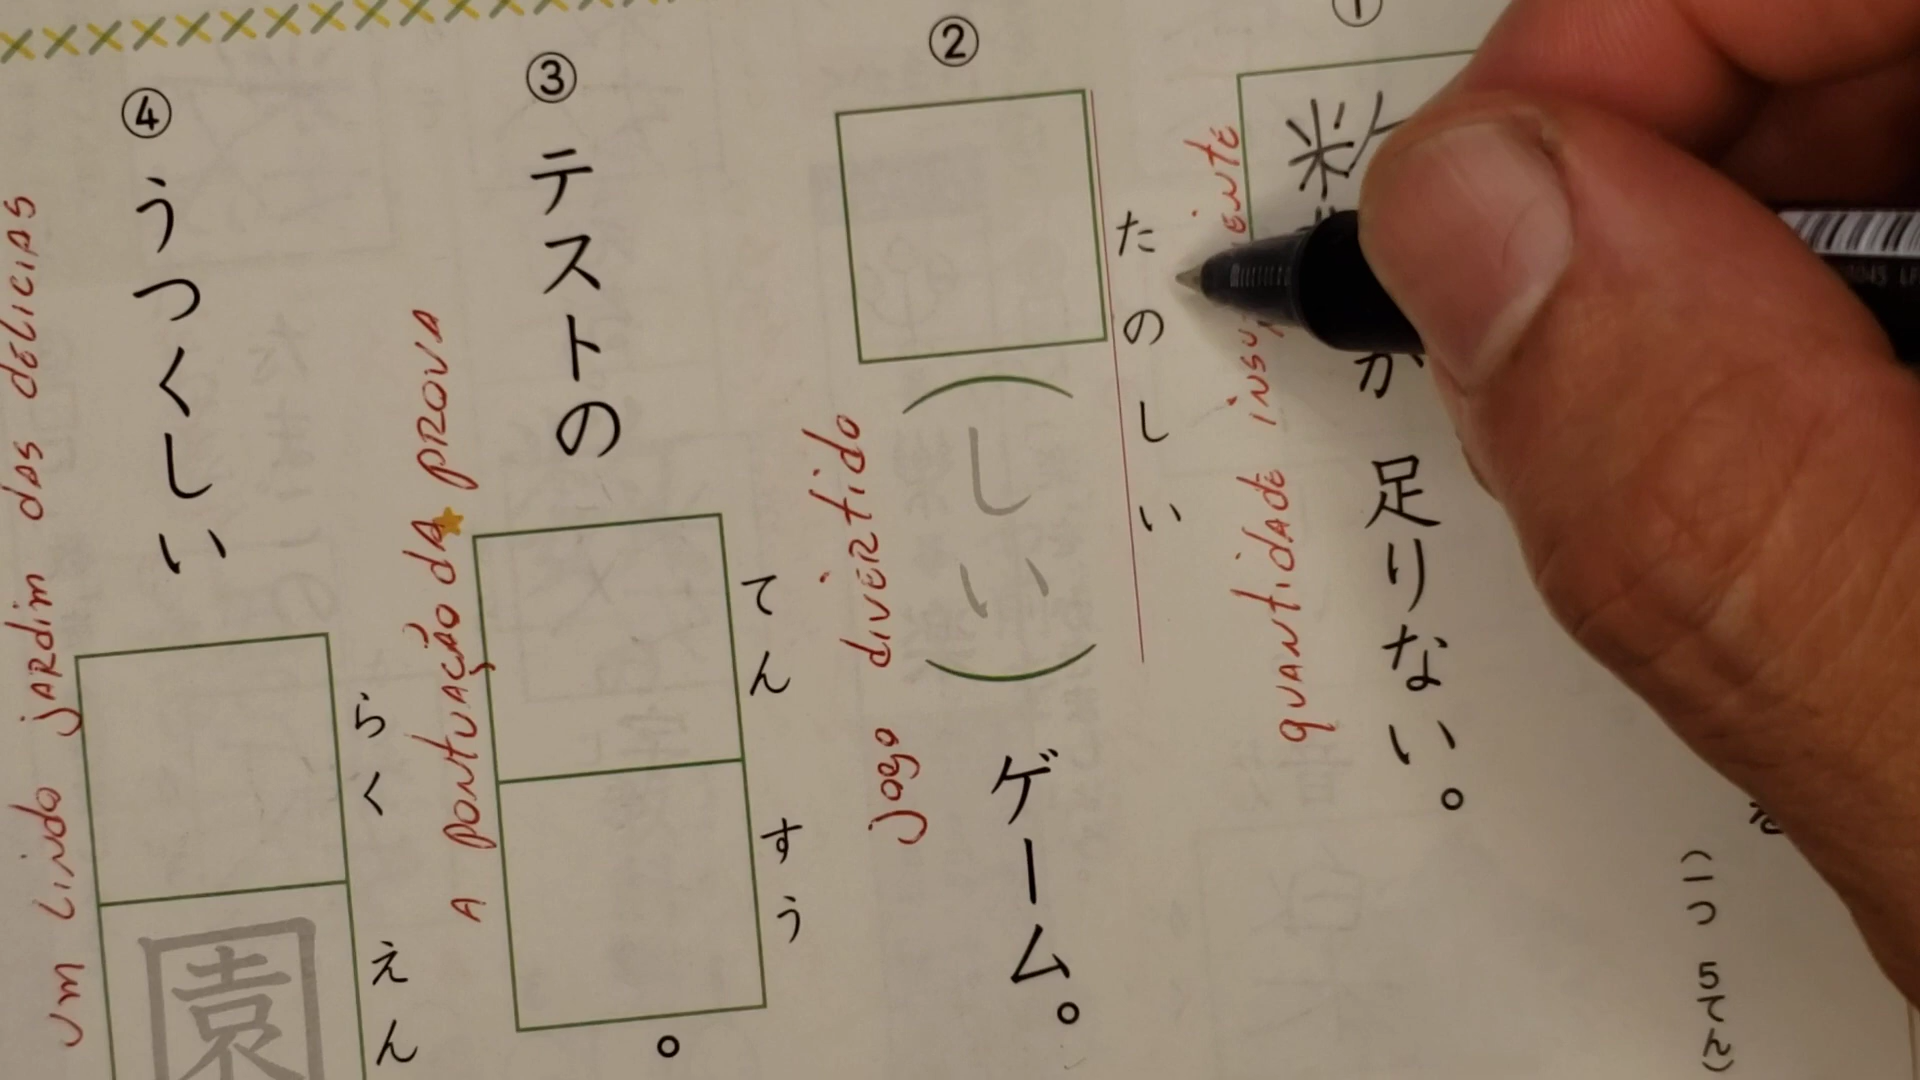 ①
が 足りない。
quantidade
②
たのしい
(しい) ゲーム。
jogo divertido
③
テストの
てん すう
。
A pontuação dA provA
④
うつくしい
らく えん
園
um lindo jardim das delicias
(一つ 5てん)